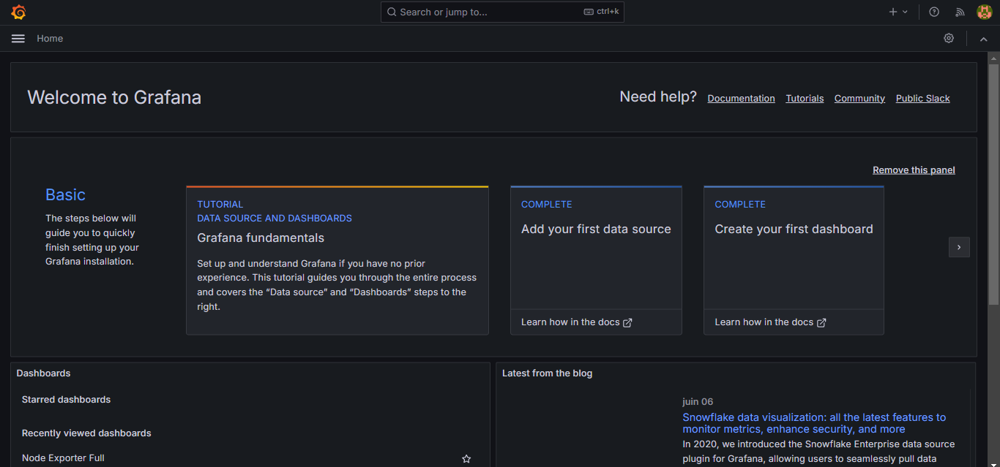 Search or jump to...
ctrl+k
Home
Welcome to Grafana
Need help?
Documentation
Tutorials
Community
Public Slack
Remove this panel
Basic
The steps below will
guide you to quickly
finish setting up your
Grafana installation.
TUTORIAL
DATA SOURCE AND DASHBOARDS
Grafana fundamentals
Set up and understand Grafana if you have no prior
experience. This tutorial guides you through the entire process
and covers the “Data source” and “Dashboards” steps to the
right.
COMPLETE
Add your first data source
Learn how in the docs
COMPLETE
Create your first dashboard
Learn how in the docs
Dashboards
Starred dashboards
Recently viewed dashboards
Node Exporter Full
Latest from the blog
juin 06
Snowflake data visualization: all the latest features to
monitor metrics, enhance security, and more
In 2020, we introduced the Snowflake Enterprise data source
plugin for Grafana, allowing users to seamlessly pull data